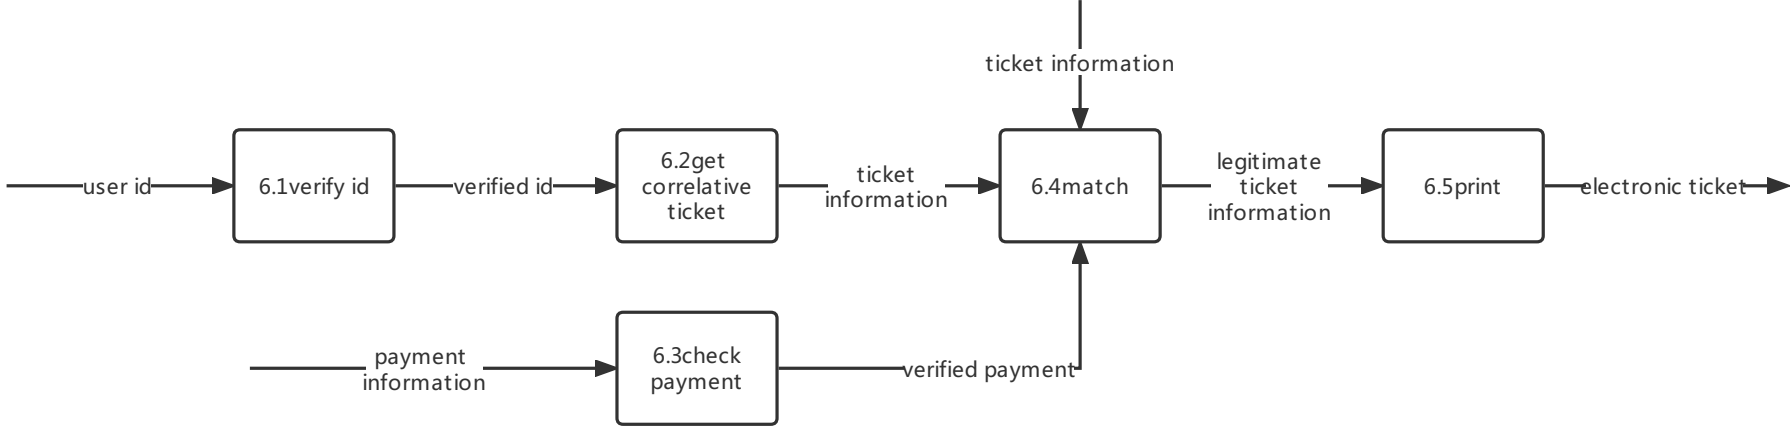 ticket information
user id
6.1verify id
verified id
6.2get
correlative
ticket
ticket
information
6.4match
legitimate
ticket
information
6.5print
electronic ticket
payment
information
6.3check
payment
verified payment